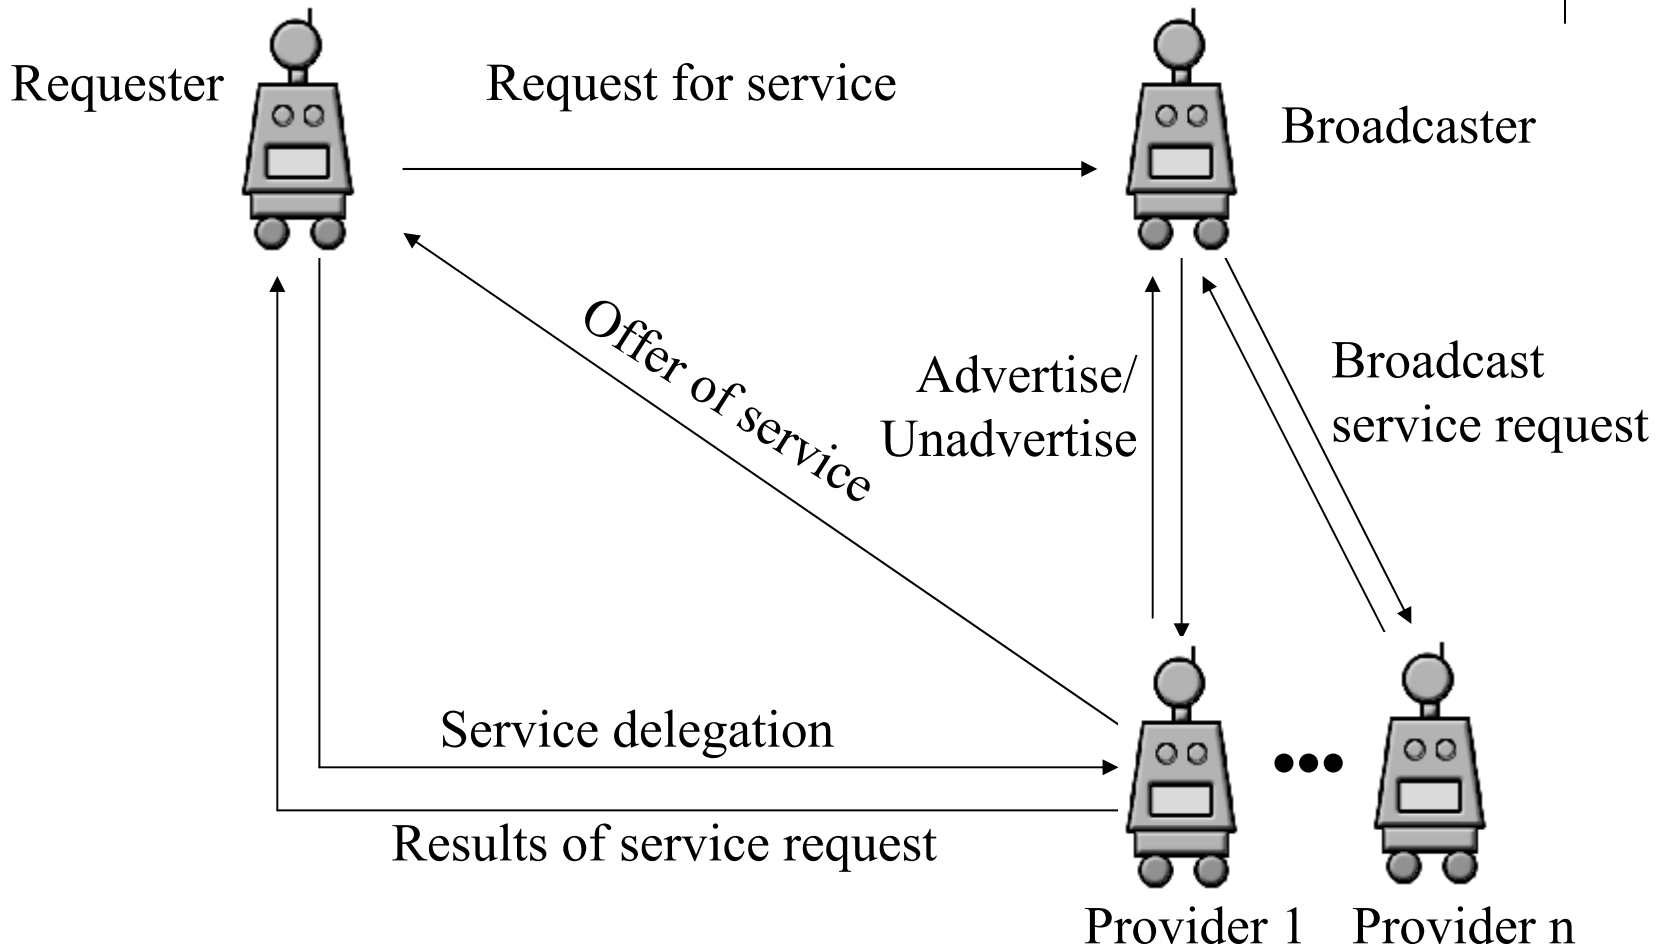 Requester
Request for service
Broadcaster
Offer of service
Advertise/
Unadvertise
Broadcast
service request
Service delegation
Results of service request
Provider 1
Provider n